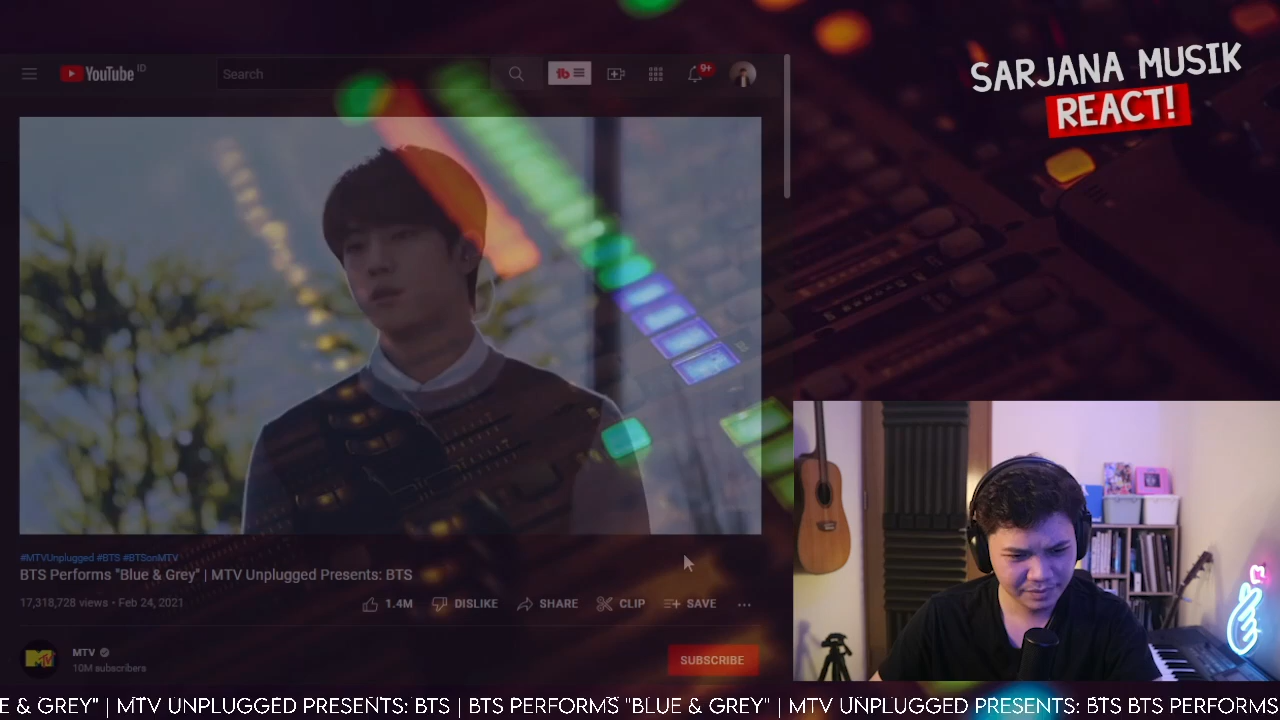 YouTube ID
Search
9+
SARJANA MUSIK
REACT!
#MTVUnplugged #BTS #BTSonMTV
BTS Performs "Blue & Grey" | MTV Unplugged Presents: BTS
17,318,728 views • Feb 24, 2021
1.4M DISLIKE SHARE CLIP SAVE
MTV
10M subscribers
SUBSCRIBE
E & GREY" | MTV UNPLUGGED PRESENTS: BTS | BTS PERFORMS "BLUE & GREY" | MTV UNPLUGGED PRESENTS: BTS BTS PERFORMS